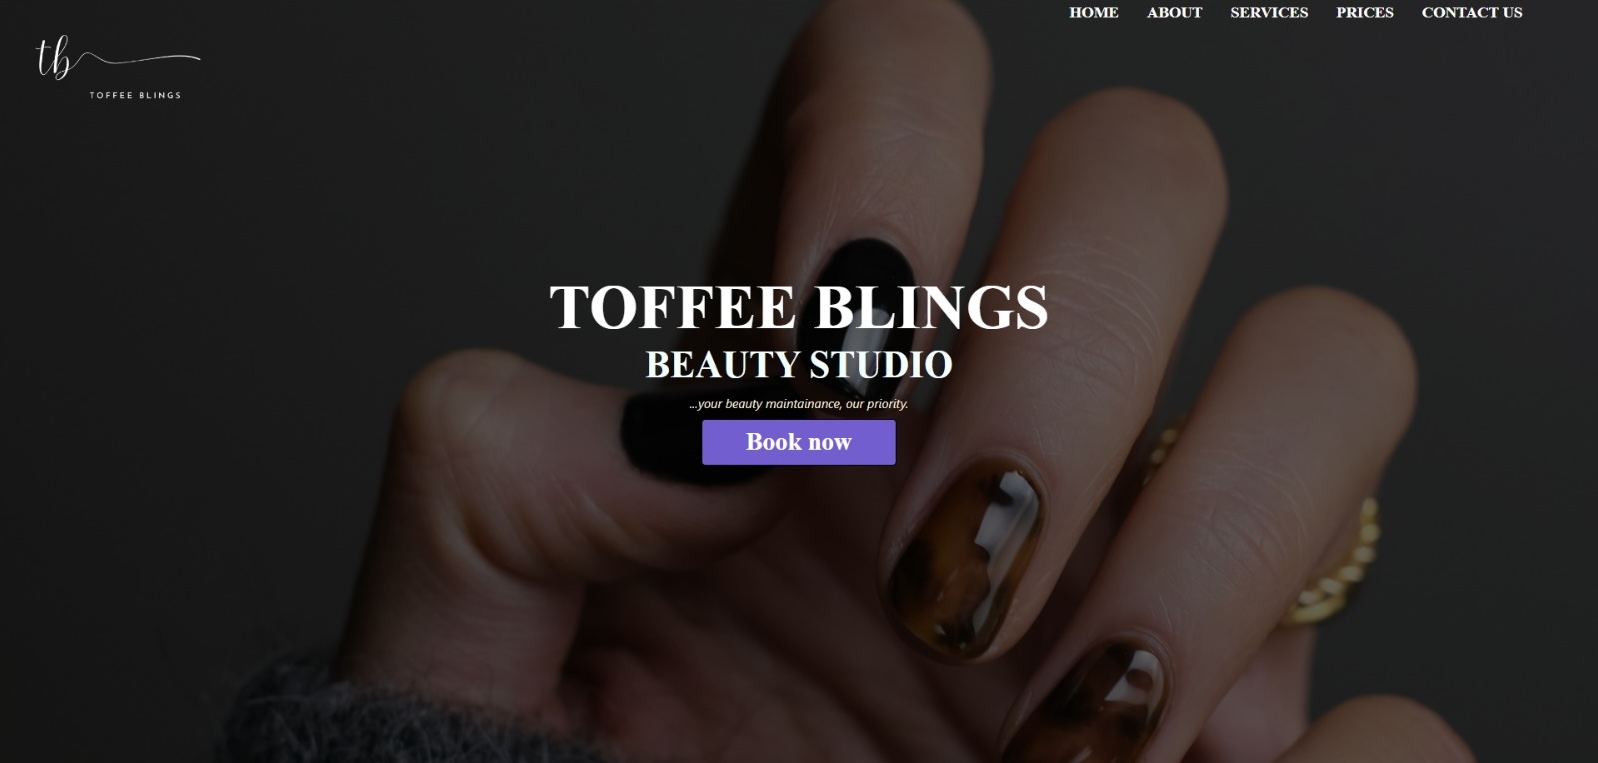 HOME ABOUT SERVICES PRICES CONTACT US
tb
TOFFEE BLINGS
TOFFEE BLINGS
BEAUTY STUDIO
...your beauty maintainance, our priority.
Book now